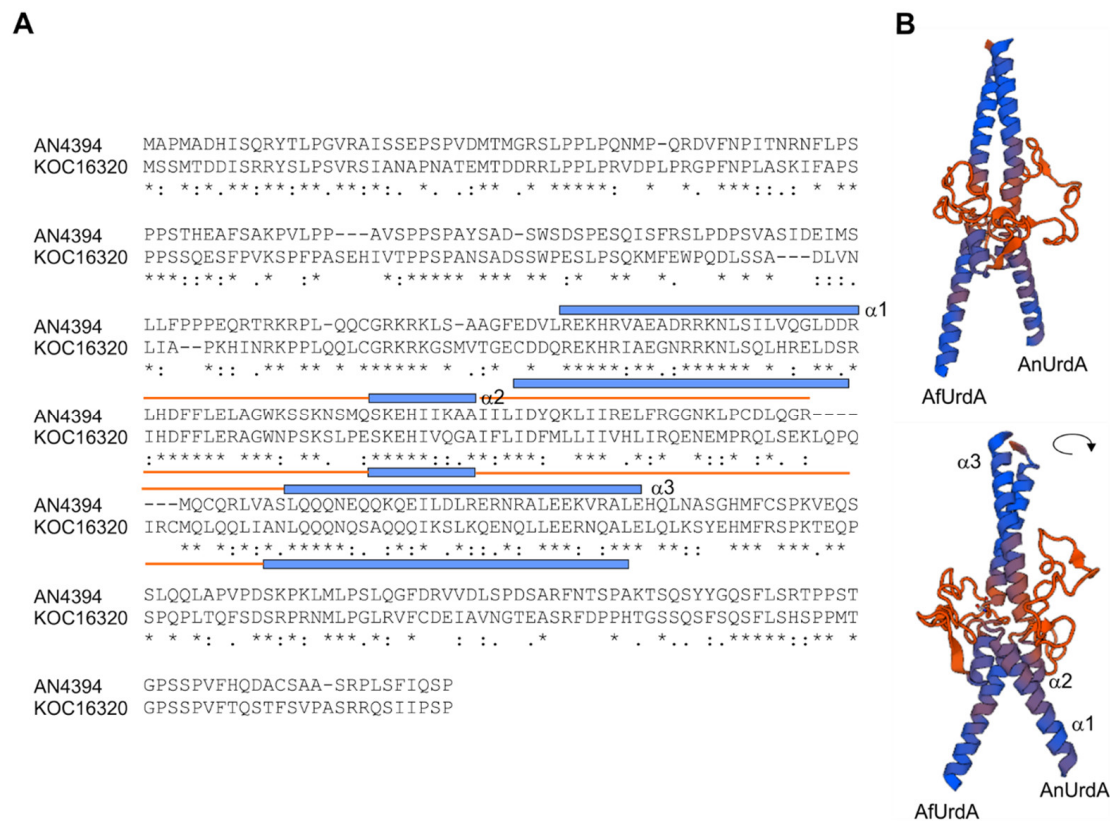 A
B
AN4394 MAPMADHISQRYTLPGVRAISSEPSPVDMTMGRSLPPLPQNMP-QRDVFNPITNRNFLPS
KOC16320 MSSMTDDISRRYSLPSVRSIANAPNATEMTDDRRLPPLPRVDPLPRGPFNPLASKIFAPS
AN4394 PPSTHEAFSAKPVLPP---AVSPPSPAYSAD-SWSDSPESQISFRSLPDPSVASIDEIMS
KOC16320 PPSSQESFPVKSPFPASEHIVTPPSPANSADSSWPESLPSQKMFEWPQDLSSA---DLVN
α1
AN4394 LLFPPPEQRTRKRPL-QQCGRKRKLS-AAGFEDVLREKHRVAEADRRKNLSILVQGLDDR
KOC16320 LIA--PKHINRKPPLQQLCGRKRKGSMVTGECDDQREKHRIAEGNRRKNLSQLHRELDSR
α2
AN4394 LHDFFLELAGWKSSKNSMQSKEHIIKAAIILIDYQKLIIRELFRGGNKLPCDLQGR----
KOC16320 IHDFFLERAGWNPSKSLPESKEHIVQGAIFLIDFMLLIIVHLIRQENEMPRQLSEKLQPQ
α3
AN4394 ---MQCQRLVASLQQQNEQQKQEILDLRERNRALEEKVRALEHQLNASGHMFCSPKVEQS
KOC16320 IRCMLQQLIANLQQQNQSAQQQIKSLKQENQLLEERNQALELQLKSYEHMFRSPKTEQP
AN4394 SLQQLAPVPDSKPKLMLPSLQGFDRVVDLSPDSARFNTSPAKTSQSYYGQSFLSRTPPST
KOC16320 SPQPLTQFSDSRPRNMLPGLRVFCDEIAVNGTEASRFDPPHTGSSQSFSQSFLSHSPPMT
AN4394 GPSSPVFHQDACSAA-SRPLSFIQSP
KOC16320 GPSSPVFTQSTFSVPASRRQSIIPSP
AfUrdA
AnUrdA
α3
α2
α1
AfUrdA
AnUrdA